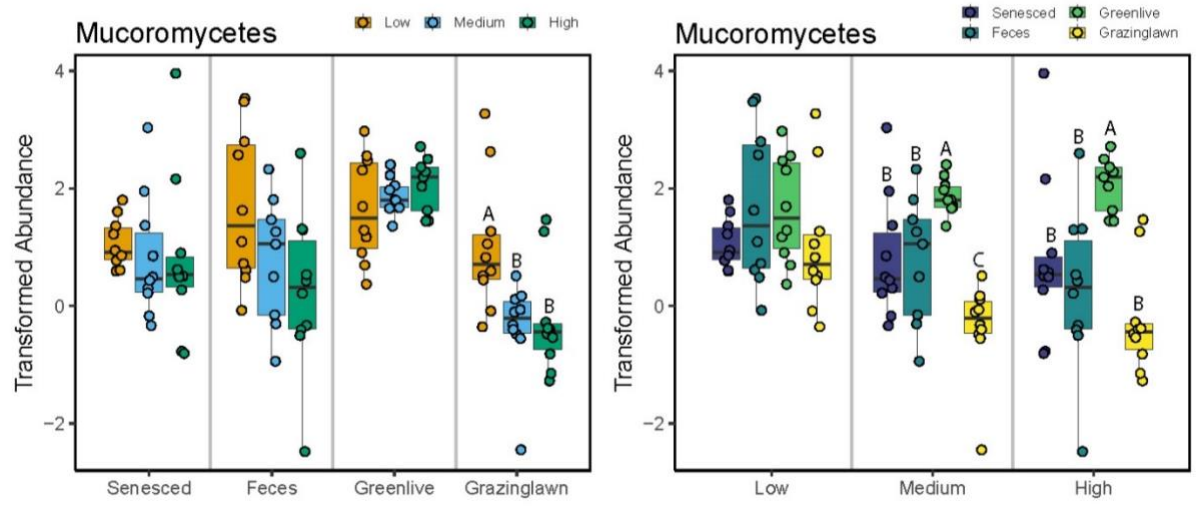 Mucoromycetes
Low Medium High
Transformed Abundance
4
2
0
−2
A
B
B
Senesced Feces Greenlive Grazinglawn
Mucoromycetes
Senesced Greenlive
Feces Grazinglawn
Transformed Abundance
4
2
0
−2
B B A C
B B A B
Low Medium High